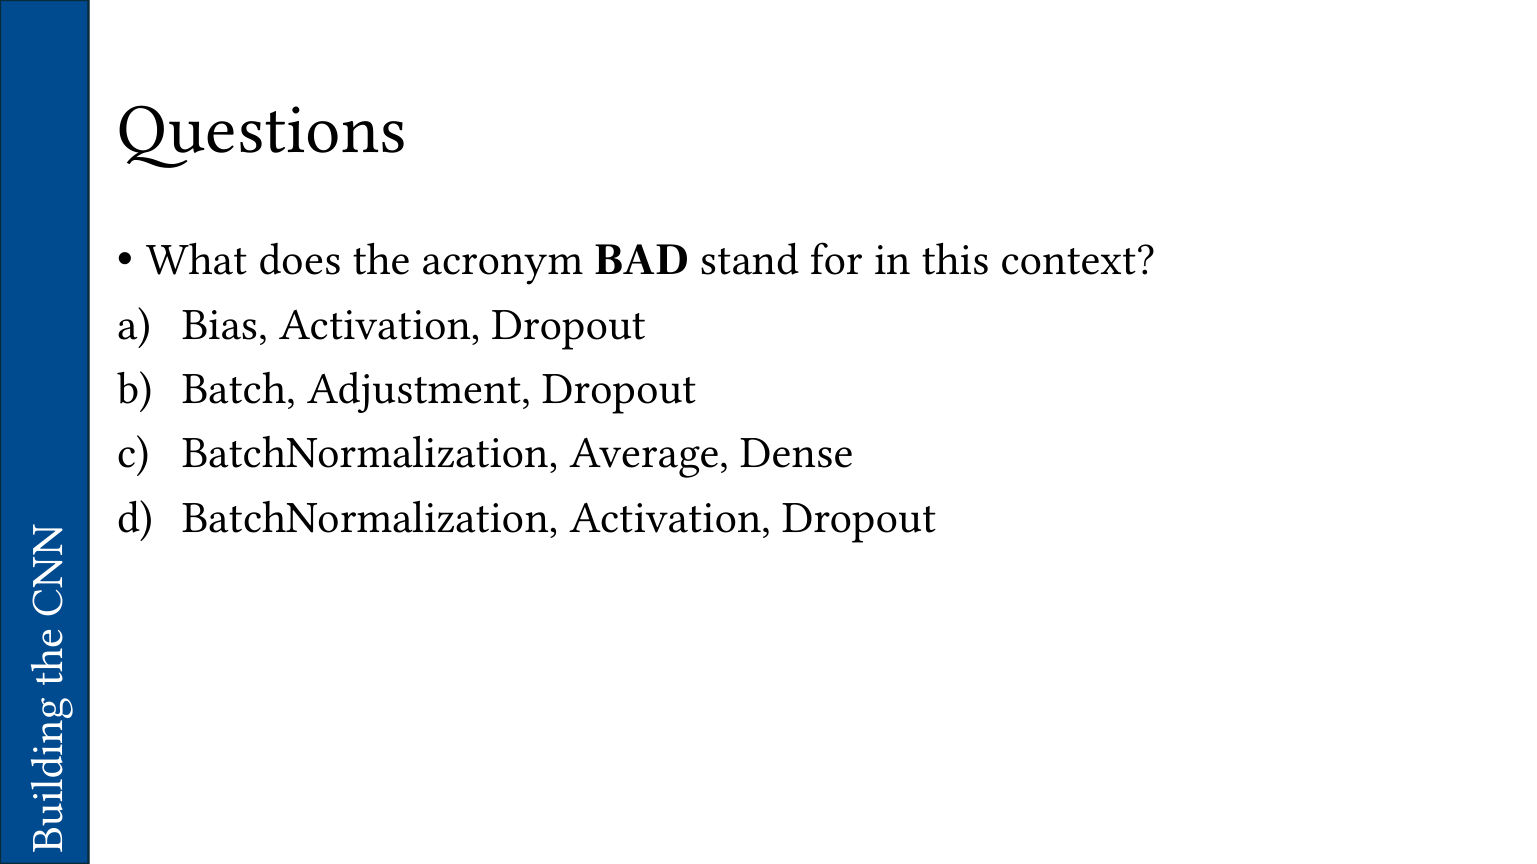 Questions
• What does the acronym BAD stand for in this context?
a) Bias, Activation, Dropout
b) Batch, Adjustment, Dropout
c) BatchNormalization, Average, Dense
d) BatchNormalization, Activation, Dropout
Building the CNN